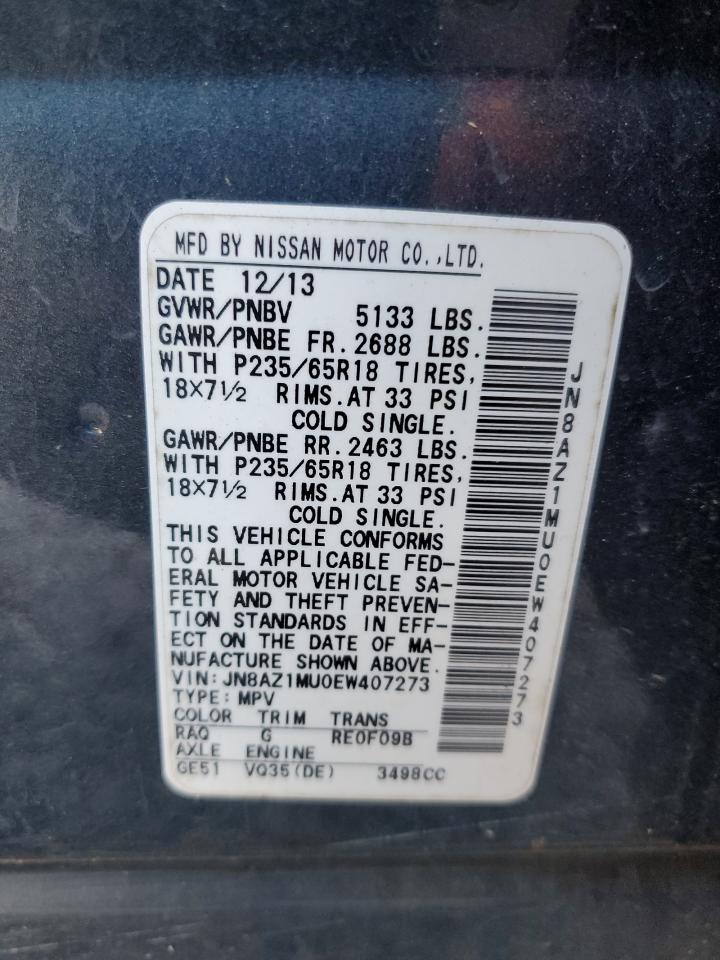 MFD BY NISSAN MOTOR CO.,LTD.
DATE 12/13
GVWR/PNBV 5133 LBS.
GAWR/PNBE FR. 2688 LBS.
WITH P235/65R18 TIRES,
18X7½ RIMS.AT 33 PSI
COLD SINGLE.
GAWR/PNBE RR. 2463 LBS.
WITH P235/65R18 TIRES,
18X7½ RIMS.AT 33 PSI
COLD SINGLE.
THIS VEHICLE CONFORMS
TO ALL APPLICABLE FED-
ERAL MOTOR VEHICLE SA-
FETY AND THEFT PREVEN-
TION STANDARDS IN EFF-
ECT ON THE DATE OF MA-
NUFACTURE SHOWN ABOVE.
VIN: JN8AZ1MU0EW407273
TYPE: MPV
COLOR TRIM TRANS
RAQ G RE0F09B
AXLE ENGINE
GE51 VQ35(DE) 3498CC
JN8AZ1MU0EW407273